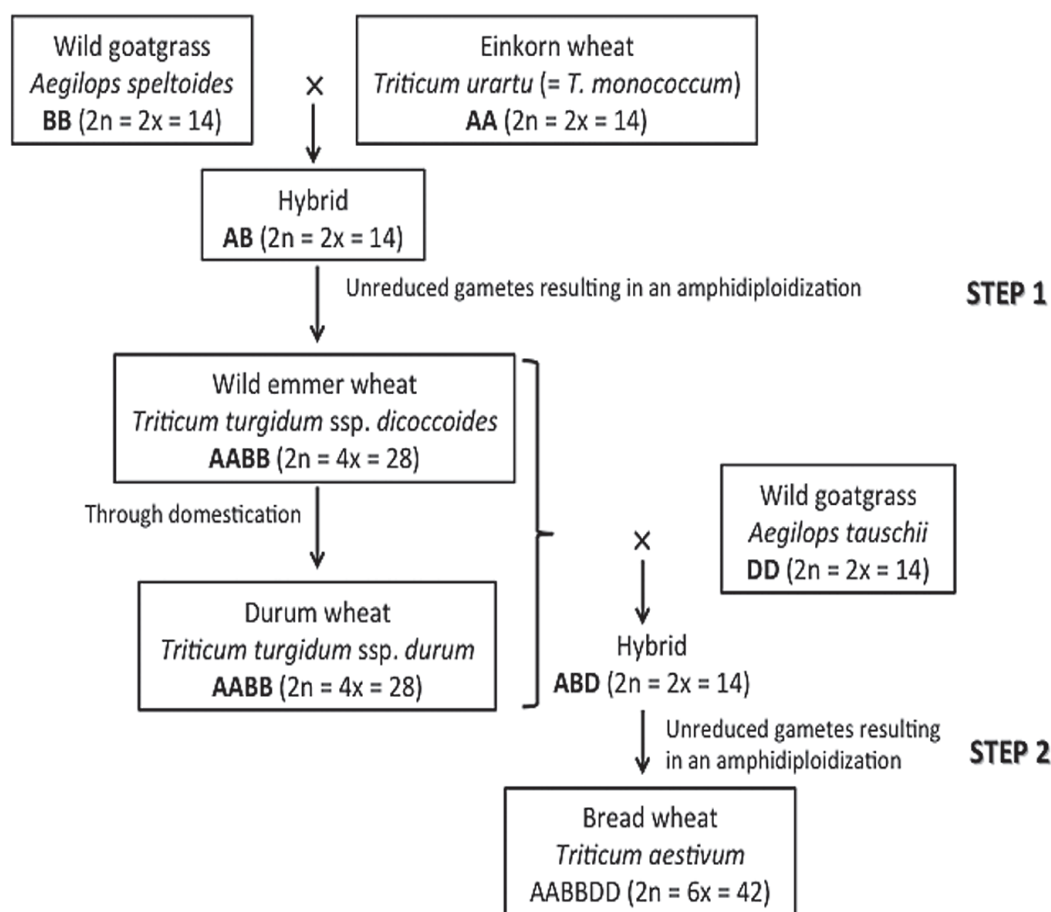 Wild goatgrass
Aegilops speltoides
BB (2n = 2x = 14)
×
Einkorn wheat
Triticum urartu (= T. monococcum)
AA (2n = 2x = 14)
Hybrid
AB (2n = 2x = 14)
Unreduced gametes resulting in an amphidiploidization
STEP 1
Wild emmer wheat
Triticum turgidum ssp. dicoccoides
AABB (2n = 4x = 28)
Through domestication
Durum wheat
Triticum turgidum ssp. durum
AABB (2n = 4x = 28)
×
Wild goatgrass
Aegilops tauschii
DD (2n = 2x = 14)
Hybrid
ABD (2n = 2x = 14)
Unreduced gametes resulting
in an amphidiploidization
STEP 2
Bread wheat
Triticum aestivum
AABBDD (2n = 6x = 42)